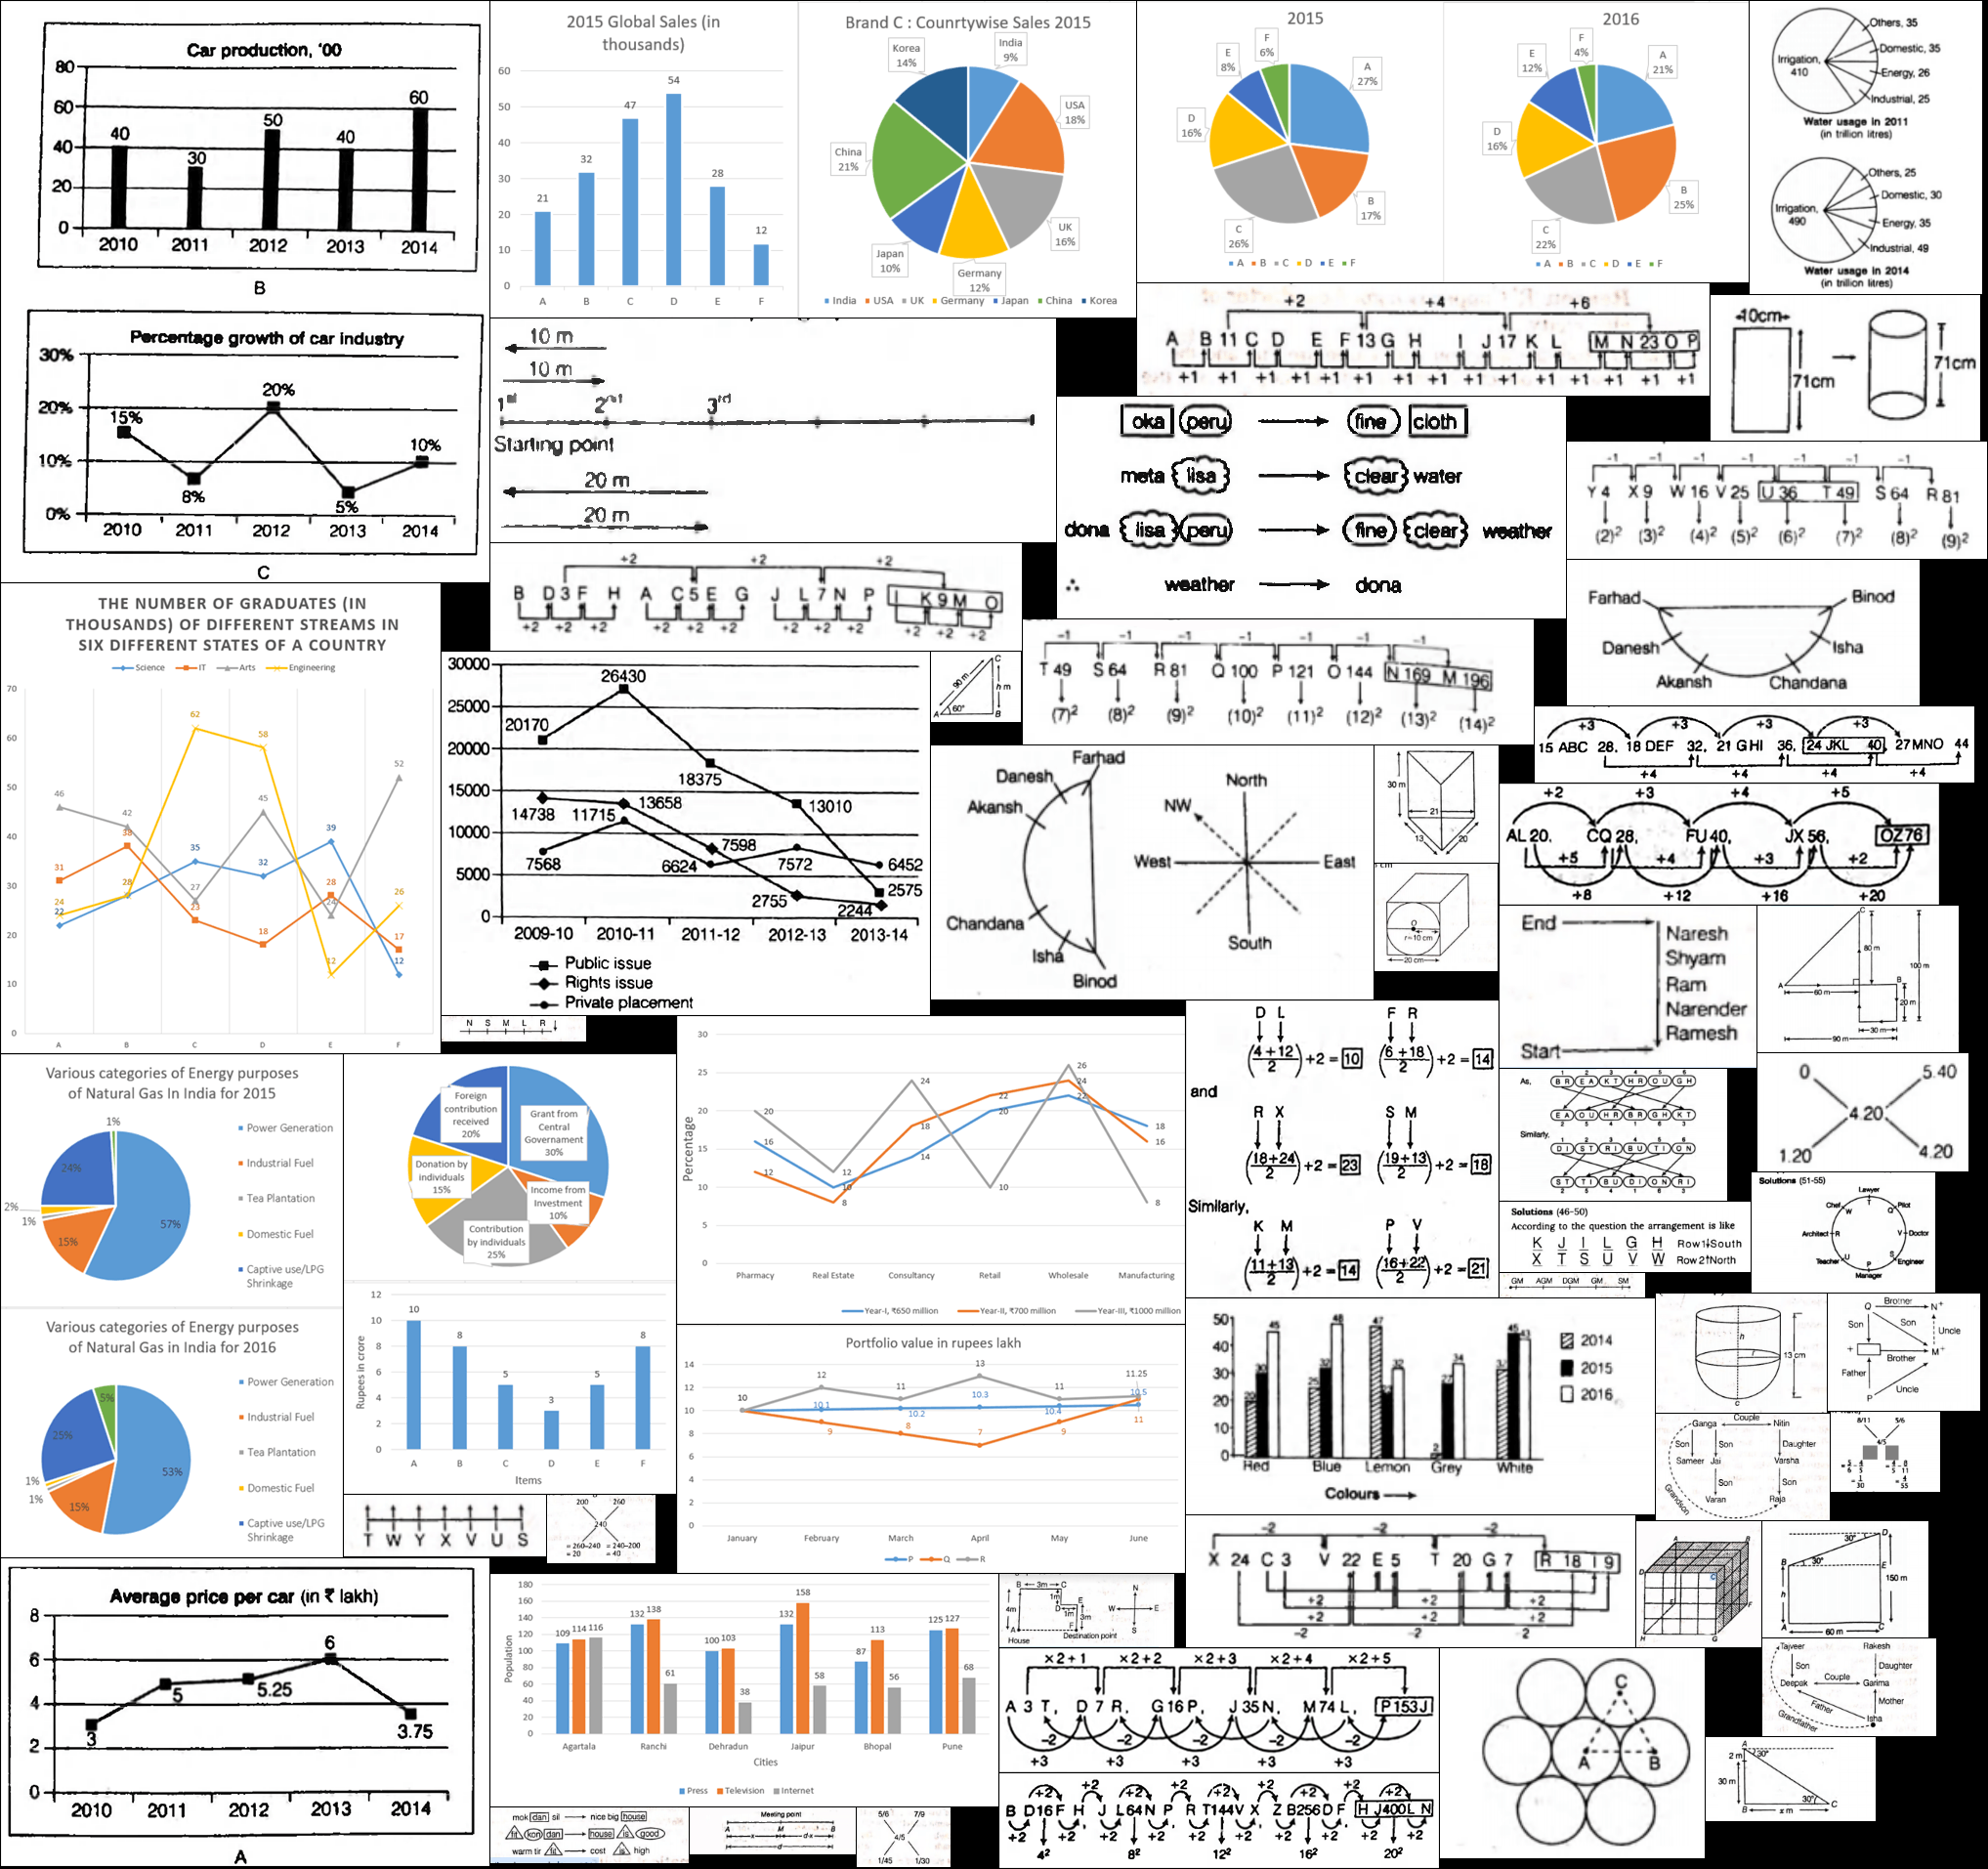 Car production, '00
80
60
40
20
0
40
30
50
40
60
2010 2011 2012 2013 2014
B
Percentage growth of car industry
30%
20%
10%
0%
15%
8%
20%
5%
10%
2010 2011 2012 2013 2014
C
2015 Global Sales (in
thousands)
60
50
40
30
20
10
0
21
32
47
54
28
12
A B C D E F
Brand C : Counrtywise Sales 2015
India
9%
USA
18%
UK
16%
Germany
12%
Japan
10%
China
21%
Korea
14%
India USA UK Germany Japan China Korea
2015
A
27%
B
17%
C
26%
D
16%
E
8%
F
6%
A B C D E F
2016
A
21%
B
25%
C
22%
D
16%
E
12%
F
4%
A B C D E F
Others, 35
Domestic, 35
Energy, 26
Industrial, 25
Irrigation,
410
Water usage in 2011
(in trillion litres)
Others, 25
Domestic, 30
Energy, 35
Industrial, 49
Irrigation,
490
Water usage in 2014
(in trillion litres)
+2 +4 +6
A B 11 C D E F 13 G H I J 17 K L M N 23 O P
+1 +1 +1 +1 +1 +1 +1 +1 +1 +1 +1
10cm
71cm
71cm
10 m
10 m
1st 2nd 3rd
Starting point
20 m
20 m
oka peru fine cloth
meta lisa clear water
dona lisa peru fine clear weather
∴ weather dona
-1 -1 -1 -1 -1 -1 -1
Y 4 X 9 W 16 V 25 U 36 T 49 S 64 R 81
(2)² (3)² (4)² (5)² (6)² (7)² (8)² (9)²
+2 +2 +2
B D 3 F H A C 5 E G J L 7 N P I K 9 M O
+2 +2 +2 +2 +2 +2 +2 +2 +2 +2 +2 +2
Farhad Binod
Danesh Isha
Akansh Chandana
THE NUMBER OF GRADUATES (IN
THOUSANDS) OF DIFFERENT STREAMS IN
SIX DIFFERENT STATES OF A COUNTRY
Science IT Arts Engineering
70
60
50
40
30
20
10
0
46
31
24
22
42
38
28
62
35
27
23
58
45
32
18
39
28
24
12
52
26
17
12
A B C D E F
30000
25000
20000
15000
10000
5000
0
20170
26430
18375
13010
2575
14738
13658
7598
2755
2244
7568
11715
6624
7572
6452
2009-10 2010-11 2011-12 2012-13 2013-14
Public issue
Rights issue
Private placement
90 m
h m
60°
A B C
-1 -1 -1 -1 -1 -1 -1
T 49 S 64 R 81 Q 100 P 121 O 144 N 169 M 196
(7)² (8)² (9)² (10)² (11)² (12)² (13)² (14)²
+3 +3 +3 +3
15 ABC 28, 18 DEF 32, 21 GHI 36, 24 JKL 40, 27 MNO 44
+4 +4 +4 +4
Farhad
Danesh
Akansh
Chandana
Isha
Binod
North
NW
West East
South
30 m
21
13 20
O
r=10 cm
20 cm
+2 +3 +4 +5
AL 20. CQ 28, FU 40, JX 56, OZ 76
+5 +4 +3 +2
+8 +12 +16 +20
End
Naresh
Shyam
Ram
Narender
Ramesh
Start
C
80 m
100 m
A B
60 m 20 m
30 m
90 m
N S M L R
Various categories of Energy purposes
of Natural Gas In India for 2015
1%
24%
2%
1%
15%
57%
Power Generation
Industrial Fuel
Tea Plantation
Domestic Fuel
Captive use/LPG
Shrinkage
Various categories of Energy purposes
of Natural Gas in India for 2016
5%
25%
1%
1%
15%
53%
Power Generation
Industrial Fuel
Tea Plantation
Domestic Fuel
Captive use/LPG
Shrinkage
Foreign
contribution
received
20%
Grant from
Central
Governament
30%
Donation by
individuals
15%
Income from
Investment
10%
Contribution
by individuals
25%
Rupees in crore
12
10
8
6
4
2
0
10
8
5
3
5
8
A B C D E F
Items
T W Y X V U S
200 260
240
= 260-240 = 240-200
= 20 = 40
Percentage
30
25
20
15
10
5
0
20
16
12
12
10
8
24
18
14
22
20
10
26
24
22
18
16
8
Pharmacy Real Estate Consultancy Retail Wholesale Manufacturing
Year-I, ₹650 million Year-II, ₹700 million Year-III, ₹1000 million
Portfolio value in rupees lakh
14
12
10
8
6
4
2
0
10
12
10.1
9
11
10.2
8
13
10.3
7
11
10.4
9
11.25
10.5
11
January February March April May June
P Q R
D L F R
(4+12/2)+2 = 10 (6+18/2)+2 = 14
and
R X S M
(18+24/2)+2 = 23 (19+13/2)+2 = 18
Similarly,
K M P V
(11+13/2)+2 = 14 (16+22/2)+2 = 21
As,
BR EA KT HR OU GH
1 2 3 4 5 6
EA OU HR BR GH KT
2 5 4 1 6 3
Similarly,
1 2 3 4 5 6
DI ST RI BU TI ON
ST TI BU DI ON RI
2 5 4 1 6 3
0 5.40
4.20
1.20 4.20
Solutions (46-50)
According to the question the arrangement is like
K J I L G H Row1↓South
X T S U V W Row2↑North
GM AGM DGM GM SM
Solutions (51-55)
Lawyer
Chef Pilot
W Q
Architect R V Doctor
U S
Teacher Engineer
P
Manager
50
40
30
20
10
0
45
48
47
32
2
27
34
45
43
2014
2015
2016
Red Blue Lemon Grey White
Colours
h
r
13 cm
Q Brother N+
Son Son Uncle
+ Brother M+
Father Uncle
P
Ganga Couple Nitin
Son Son Daughter
Sameer Jai Varsha
Son Son
Varan Raja
Grandson
8/11 5/6
4/5
-2 -2 -2
X 24 C 3 V 22 E 5 T 20 G 7 R 18 I 9
+2 +2 +2
+2 +2 +2
-2 -2 -2
A B D C E F H G
30° D
B 30° E
h 150 m
A 60 m C
Average price per car (in ₹ lakh)
8
6
4
2
0
3
5
5.25
6
3.75
2010 2011 2012 2013 2014
A
Population
180
160
140
120
100
80
60
40
20
0
109 114 116
132 138 61
100 103 38
132 158 58
87 113 56
125 127 68
Agartala Ranchi Dehradun Jaipur Bhopal Pune
Cities
Press Television Internet
B 3m C N
4m 1m
D E W E
1m
F 3m
A S
House Destination point
×2+1 ×2+2 ×2+3 ×2+4 ×2+5
A 3 T, D 7 R, G 16 P, J 35 N, M 74 L, P 153 J
-2 -2 -2 -2 -2
+3 +3 +3 +3 +3
+2 +2 +2 +2 +2 +2 +2 +2 +2
B D16F H, J L64N P, R T144V X, Z B256D F, H J400L N
+2 +2 +2 +2 +2 +2 +2 +2 +2 +2
4² 8² 12² 16² 20²
C
A B
Tajveer Rakesh
Son Daughter
Couple
Deepak Garima
Father Mother
Grandfather Isha
A
2 m 30°
30 m
30°
B x m C
mok dan sil nice big house
fit kon dan house is good
warm tir fit cost is high
Meeting point
A M B
x d-x
d
5/6 7/9
4/5
1/45 1/30